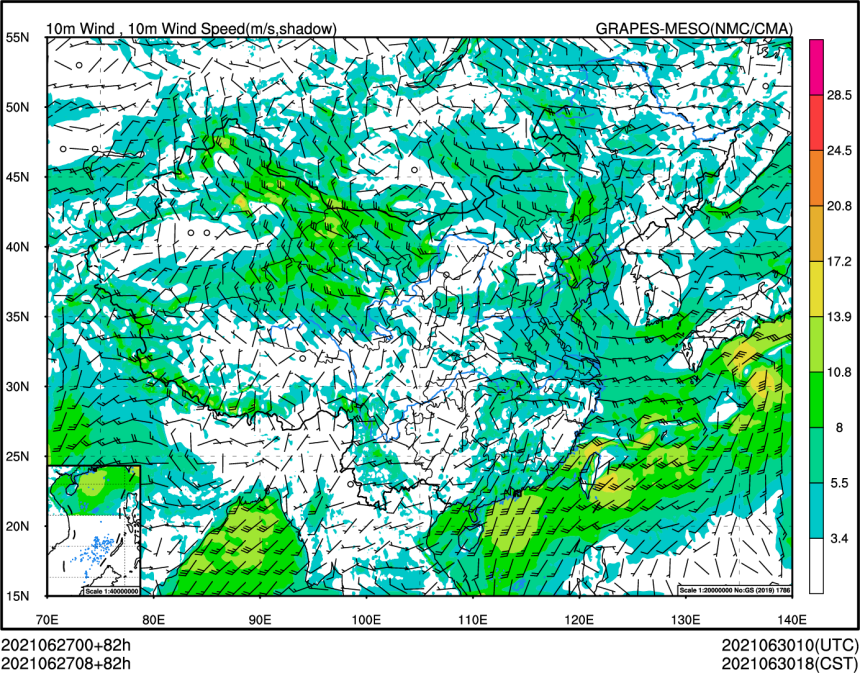 10m Wind , 10m Wind Speed(m/s,shadow) GRAPES-MESO(NMC/CMA)
55N
50N
45N
40N
35N
30N
25N
20N
15N
70E 80E 90E 100E 110E 120E 130E 140E
28.5
24.5
20.8
17.2
13.9
10.8
8
5.5
3.4
Scale 1:40000000
Scale 1:20000000 No:GS (2019) 1786
2021062700+82h 2021063010(UTC)
2021062708+82h 2021063018(CST)